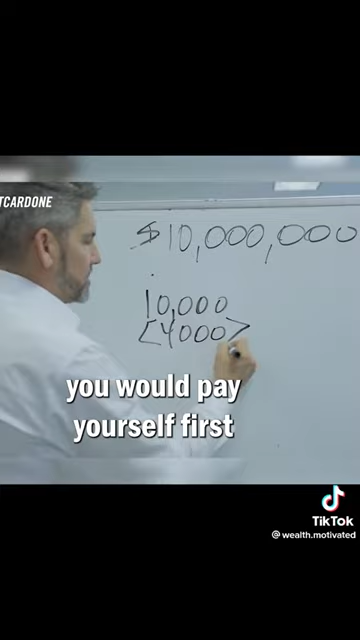 TCARDONE
$10,000,000
10,000
<4000>
you would pay
yourself first
TikTok
@wealth.motivated